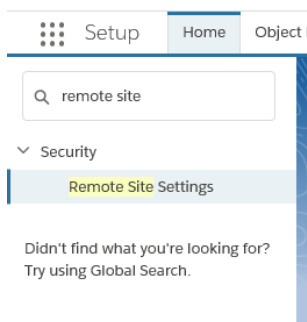 Setup
Home
Object
remote site
Security
Remote Site Settings
Didn't find what you're looking for?
Try using Global Search.